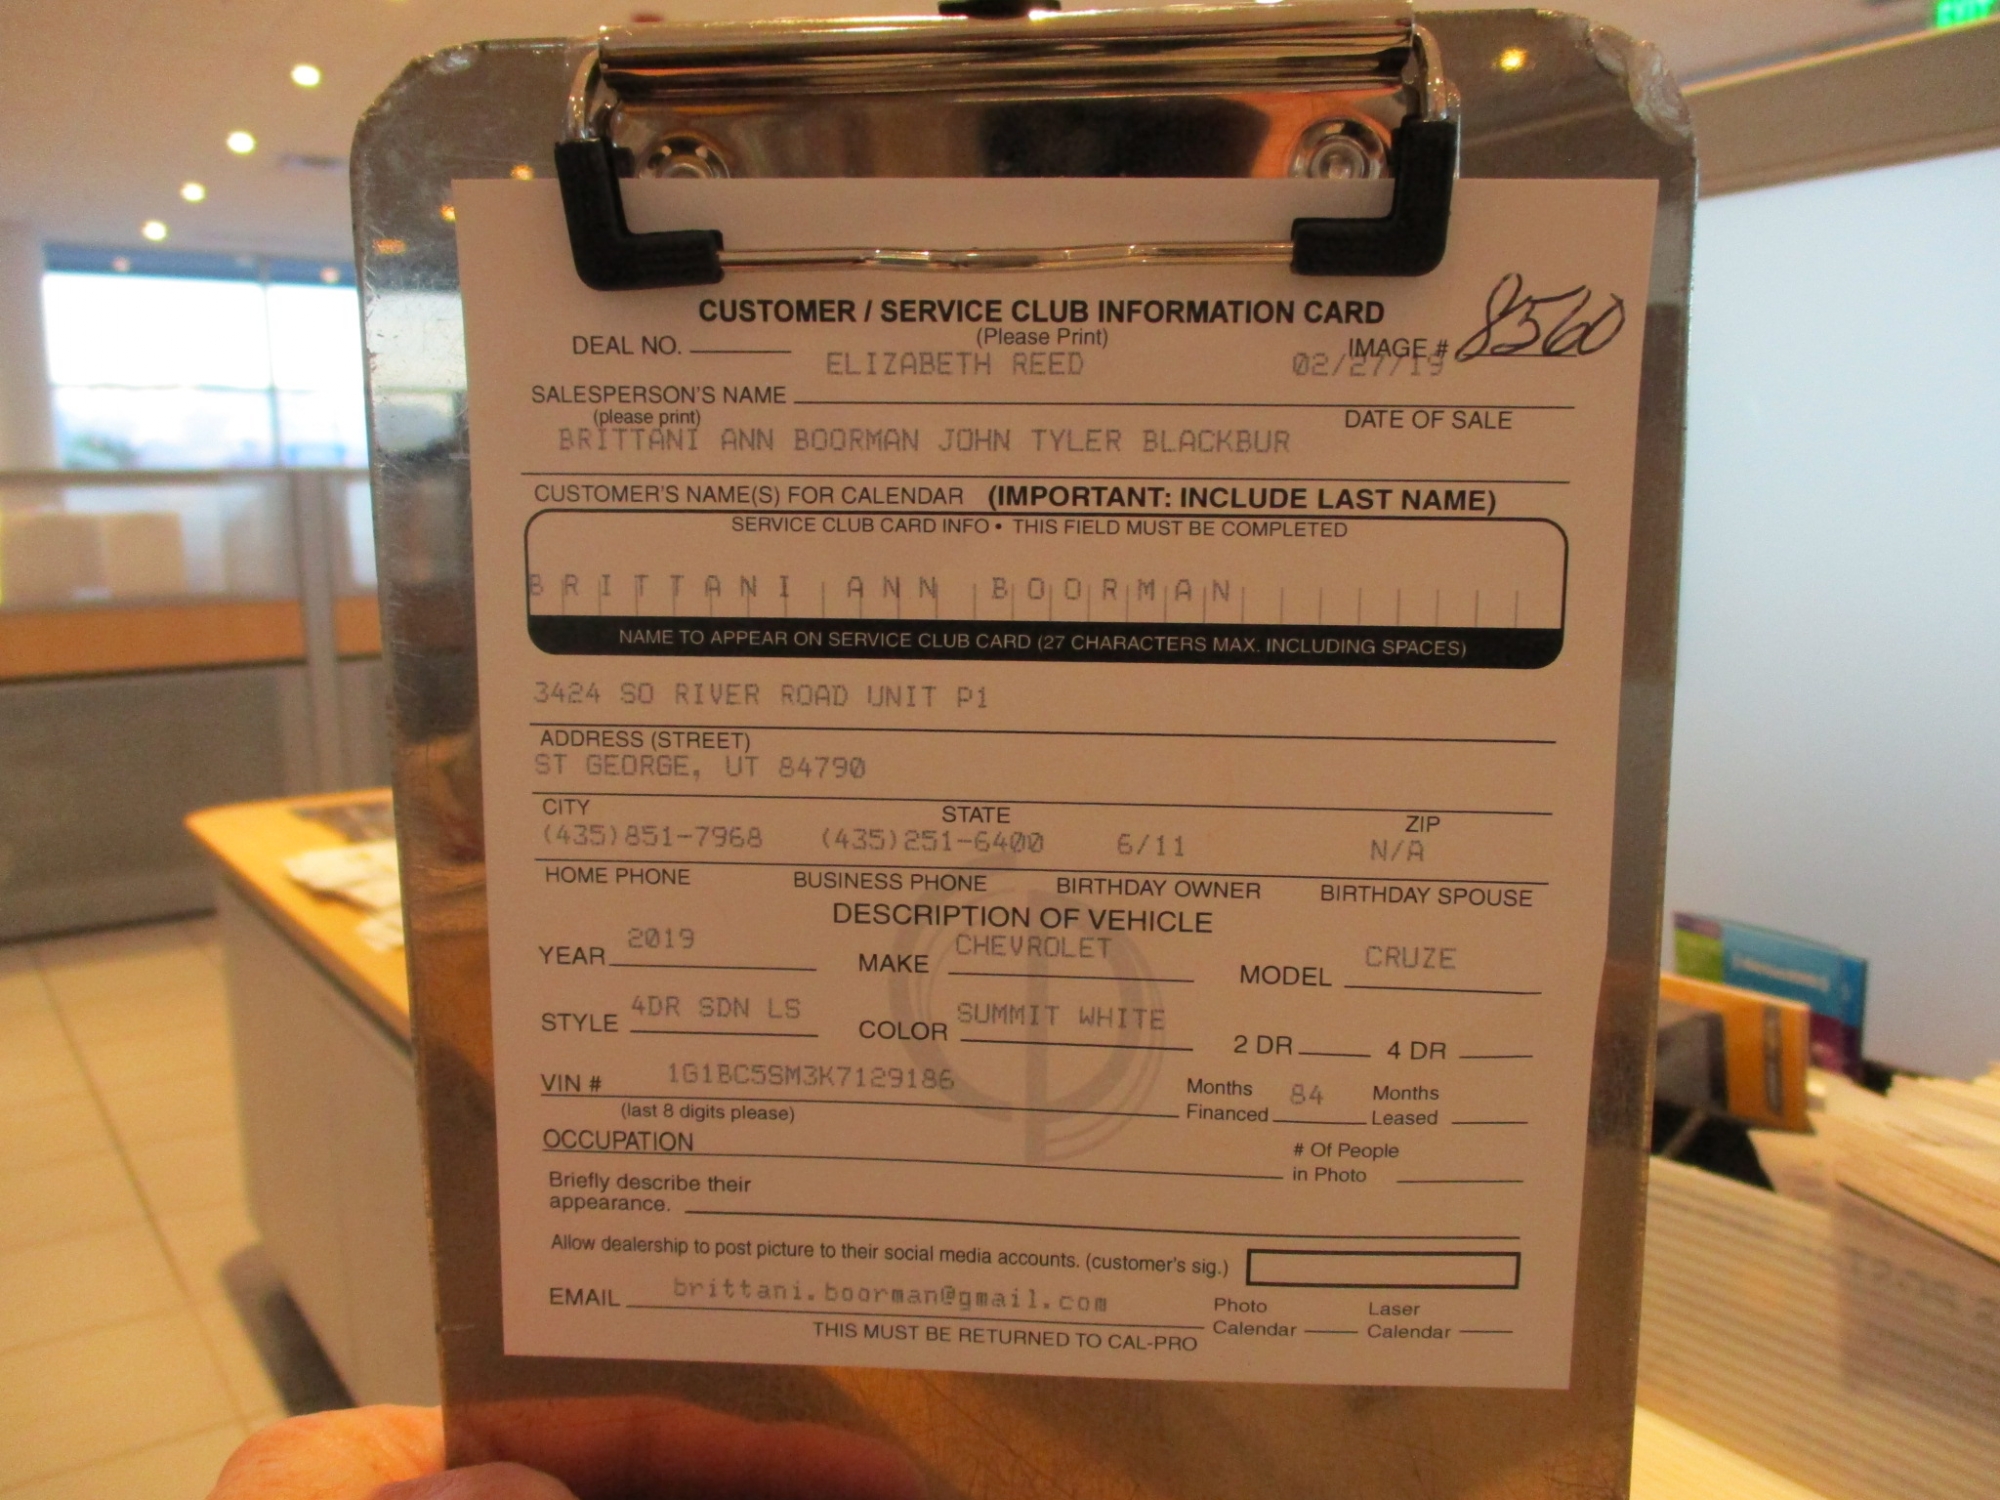 EXIT
CUSTOMER / SERVICE CLUB INFORMATION CARD
(Please Print)
DEAL NO. IMAGE # 8560
ELIZABETH REED 02/27/19
SALESPERSON'S NAME
(please print) DATE OF SALE
BRITTANI ANN BOORMAN JOHN TYLER BLACKBUR
CUSTOMER'S NAME(S) FOR CALENDAR (IMPORTANT: INCLUDE LAST NAME)
SERVICE CLUB CARD INFO • THIS FIELD MUST BE COMPLETED
BRITTANI ANN BOORMAN
NAME TO APPEAR ON SERVICE CLUB CARD (27 CHARACTERS MAX. INCLUDING SPACES)
3424 SO RIVER ROAD UNIT P1
ADDRESS (STREET)
ST GEORGE, UT 84790
CITY STATE ZIP
(435)851-7968 (435)251-6400 6/11 N/A
HOME PHONE BUSINESS PHONE BIRTHDAY OWNER BIRTHDAY SPOUSE
DESCRIPTION OF VEHICLE
YEAR 2019 MAKE CHEVROLET MODEL CRUZE
STYLE 4DR SDN LS COLOR SUMMIT WHITE 2 DR 4 DR
VIN # 1G1BC5SM3K7129186 Months Financed 84 Months Leased
(last 8 digits please)
OCCUPATION # Of People in Photo
Briefly describe their
appearance.
Allow dealership to post picture to their social media accounts. (customer's sig.)
EMAIL brittani.boorman@gmail.com Photo Calendar Laser Calendar
THIS MUST BE RETURNED TO CAL-PRO